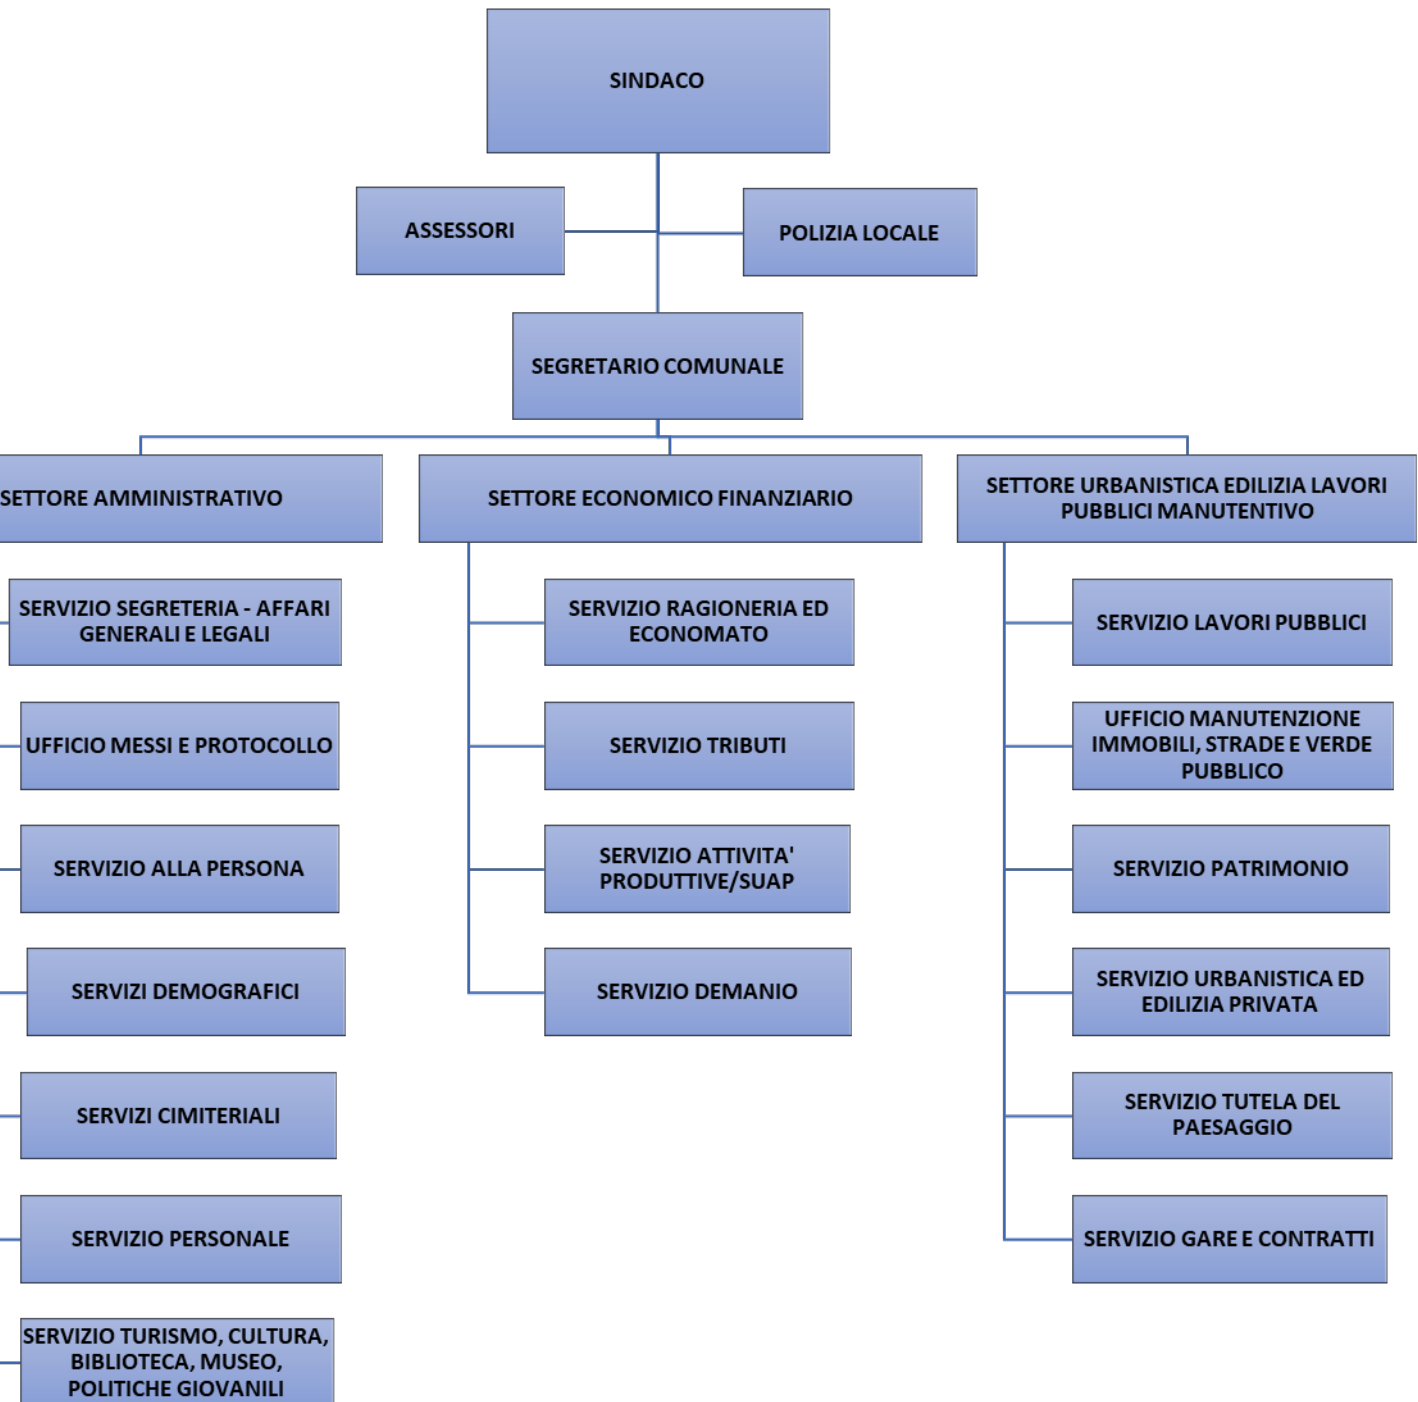 SINDACO
ASSESSORI
POLIZIA LOCALE
SEGRETARIO COMUNALE
SETTORE AMMINISTRATIVO
SERVIZIO SEGRETERIA - AFFARI
GENERALI E LEGALI
UFFICIO MESSI E PROTOCOLLO
SERVIZIO ALLA PERSONA
SERVIZI DEMOGRAFICI
SERVIZI CIMITERIALI
SERVIZIO PERSONALE
SERVIZIO TURISMO, CULTURA,
BIBLIOTECA, MUSEO,
POLITICHE GIOVANILI
SETTORE ECONOMICO FINANZIARIO
SERVIZIO RAGIONERIA ED
ECONOMATO
SERVIZIO TRIBUTI
SERVIZIO ATTIVITA'
PRODUTTIVE/SUAP
SERVIZIO DEMANIO
SETTORE URBANISTICA EDILIZIA LAVORI
PUBBLICI MANUTENTIVO
SERVIZIO LAVORI PUBBLICI
UFFICIO MANUTENZIONE
IMMOBILI, STRADE E VERDE
PUBBLICO
SERVIZIO PATRIMONIO
SERVIZIO URBANISTICA ED
EDILIZIA PRIVATA
SERVIZIO TUTELA DEL
PAESAGGIO
SERVIZIO GARE E CONTRATTI